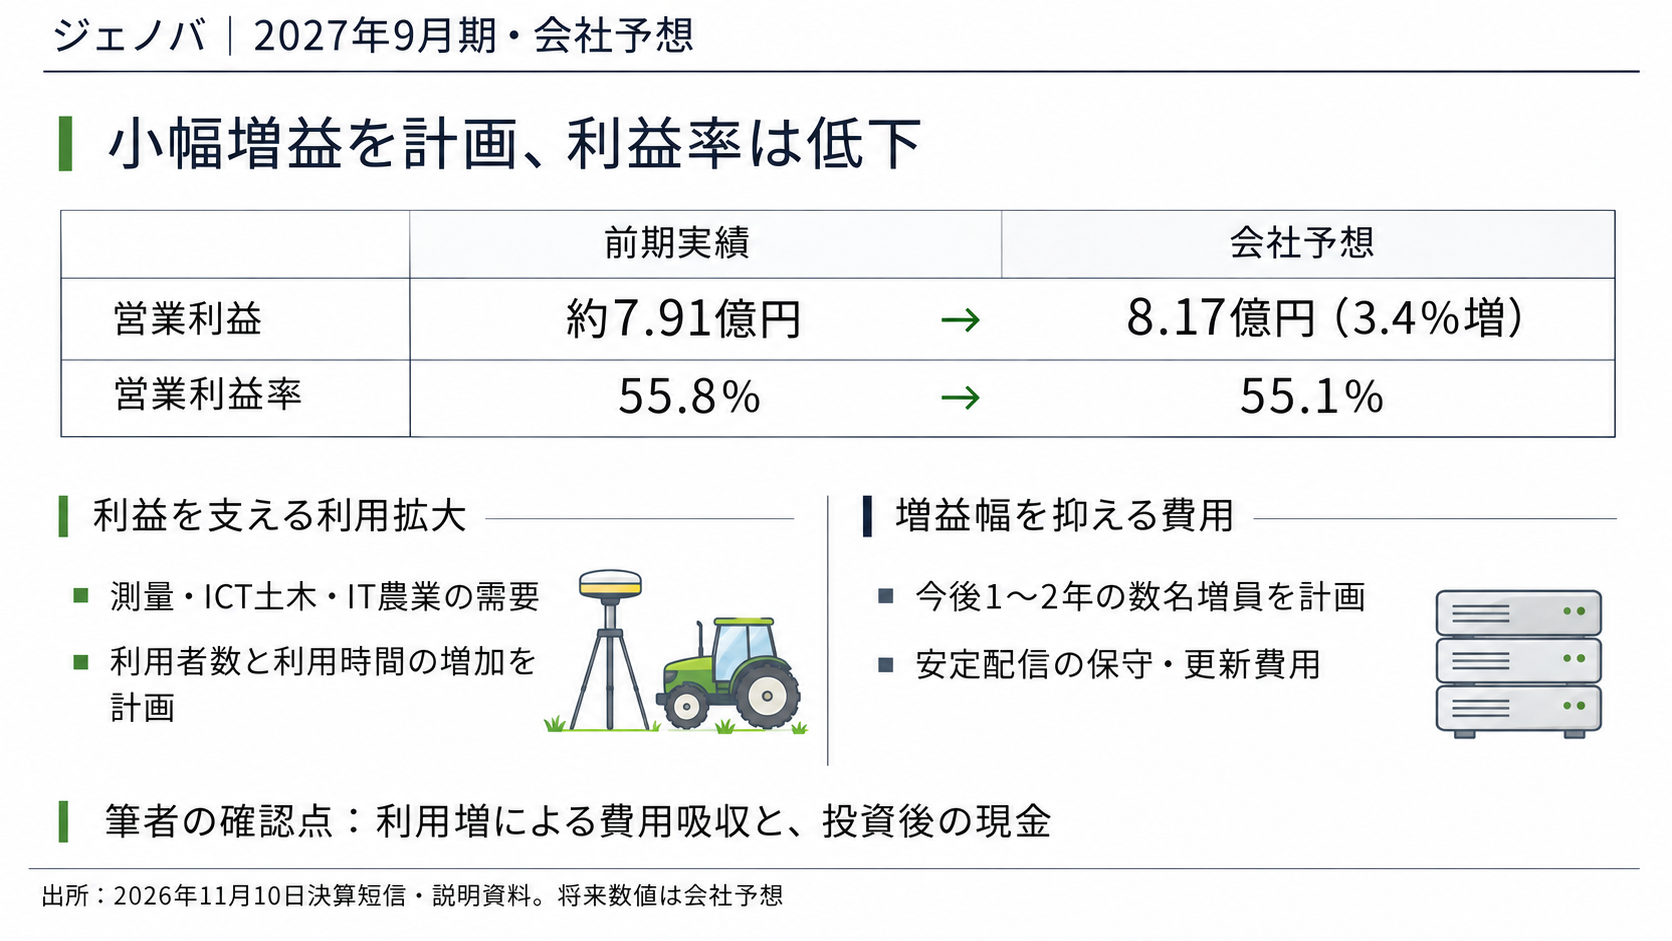 ジェノバ｜2027年9月期・会社予想
小幅増益を計画、利益率は低下
前期実績
会社予想
営業利益
約7.91億円
→
8.17億円（3.4%増）
営業利益率
55.8%
→
55.1%
利益を支える利用拡大
測量・ICT土木・IT農業の需要
利用者数と利用時間の増加を
計画
増益幅を抑える費用
今後1〜2年の数名増員を計画
安定配信の保守・更新費用
筆者の確認点：利用増による費用吸収と、投資後の現金
出所：2026年11月10日決算短信・説明資料。将来数値は会社予想